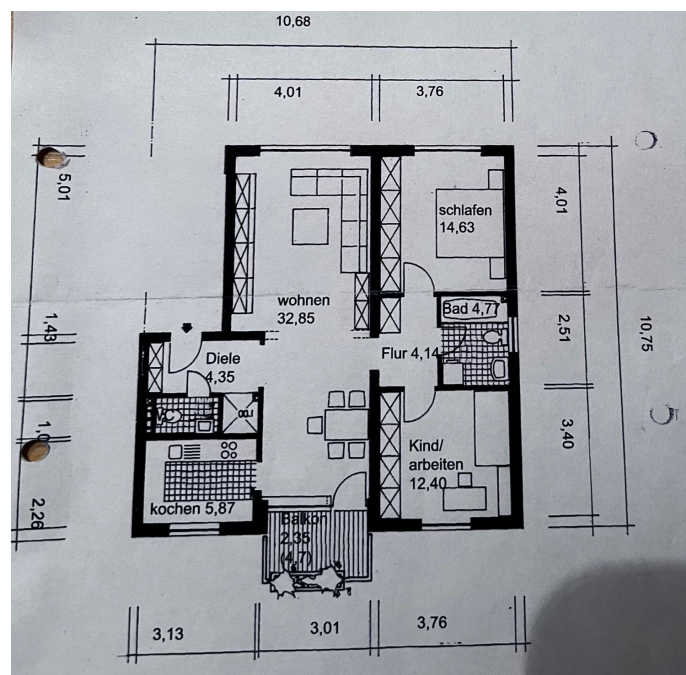 10,68
4,01
3,76
5,01
4,01
schlafen
14,63
wohnen
32,85
Bad 4,77
1,43
2,51
10,75
Diele
4,35
Flur 4,14
WC
3,40
Kind/
arbeiten
12,40
kochen 5,87
2,26
Balkon
2,35
(4,7)
3,13
3,01
3,76